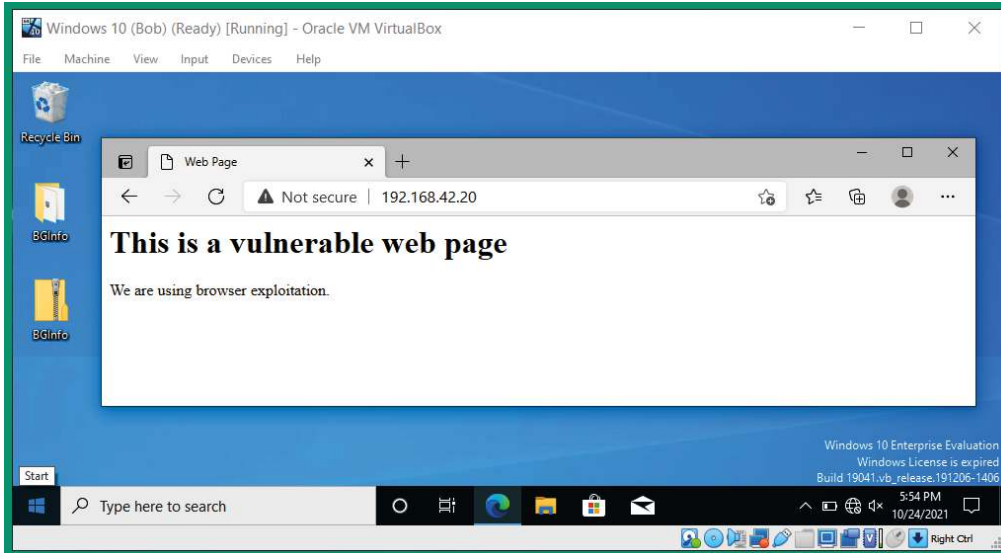 Windows 10 (Bob) (Ready) [Running] - Oracle VM VirtualBox
File Machine View Input Devices Help
Recycle Bin
Web Page
Not secure | 192.168.42.20
BGInfo
This is a vulnerable web page
We are using browser exploitation.
BGInfo
Windows 10 Enterprise Evaluation
Windows License is expired
Build 19041.vb_release.191206-1406
Start
Type here to search
5:54 PM
10/24/2021
Right Ctrl